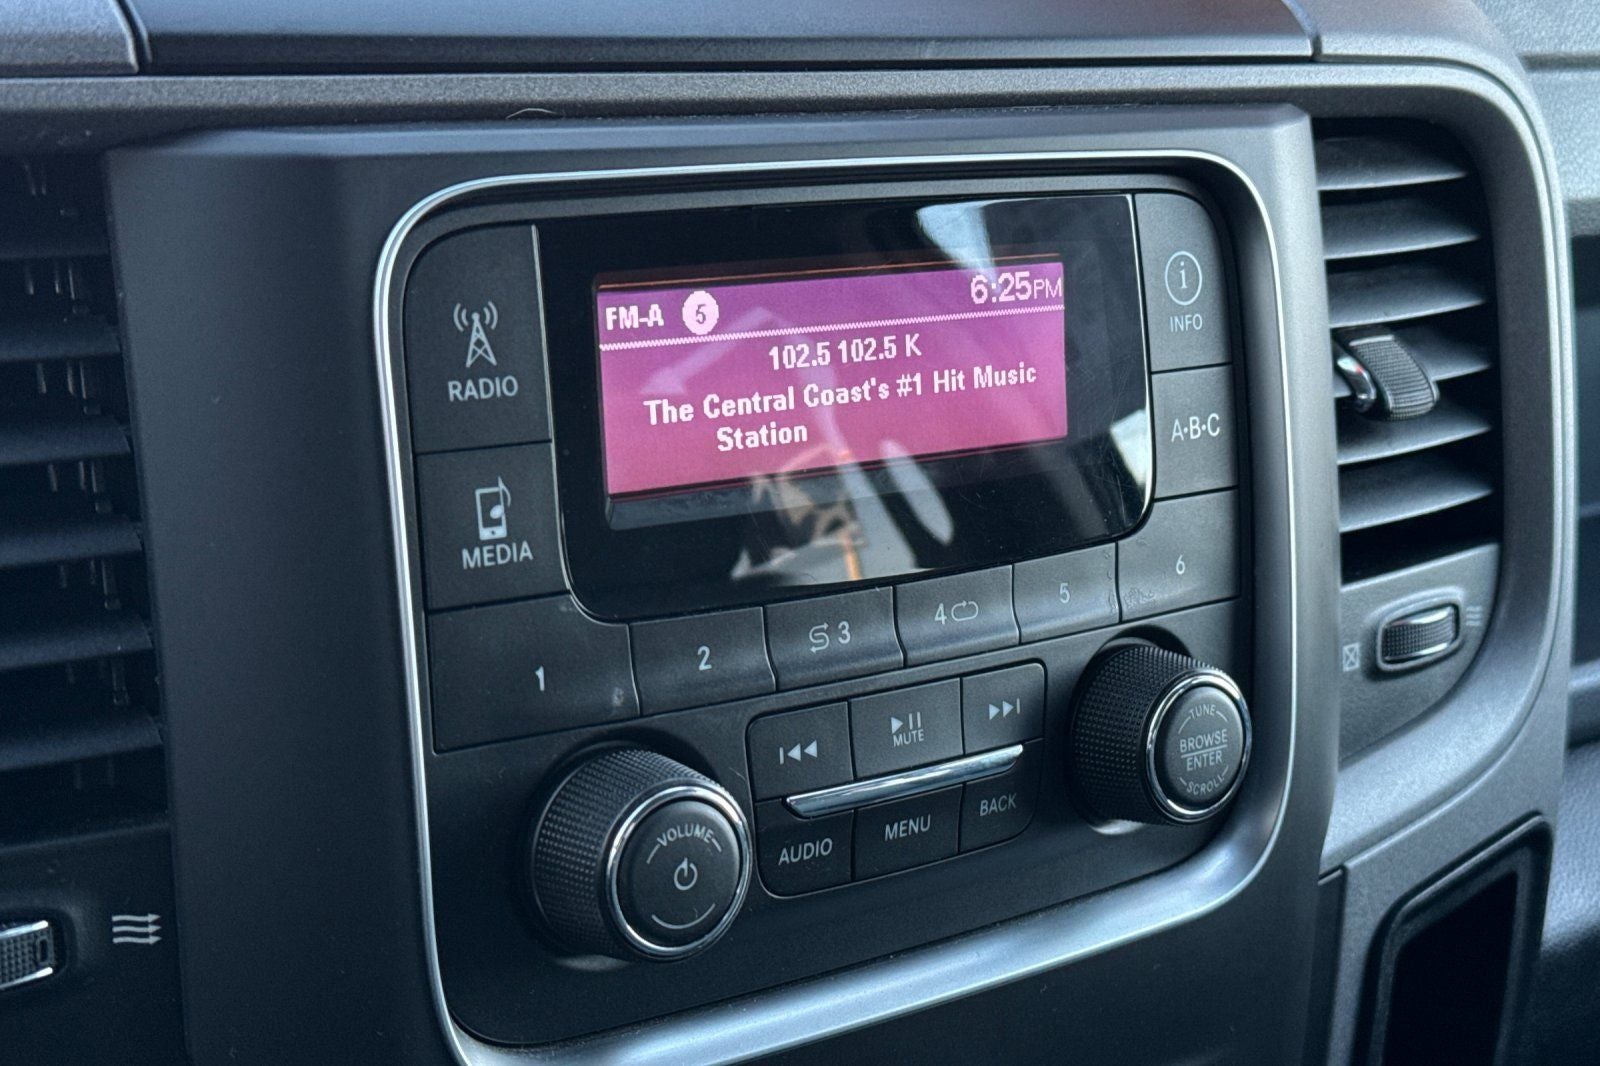 FM-A 5 6:25PM
102.5 102.5 K
The Central Coast's #1 Hit Music
Station
RADIO
MEDIA
i
INFO
A·B·C
1 2 3 4 5 6
MUTE
AUDIO MENU BACK
VOLUME
TUNE
BROWSE
ENTER
SCROLL